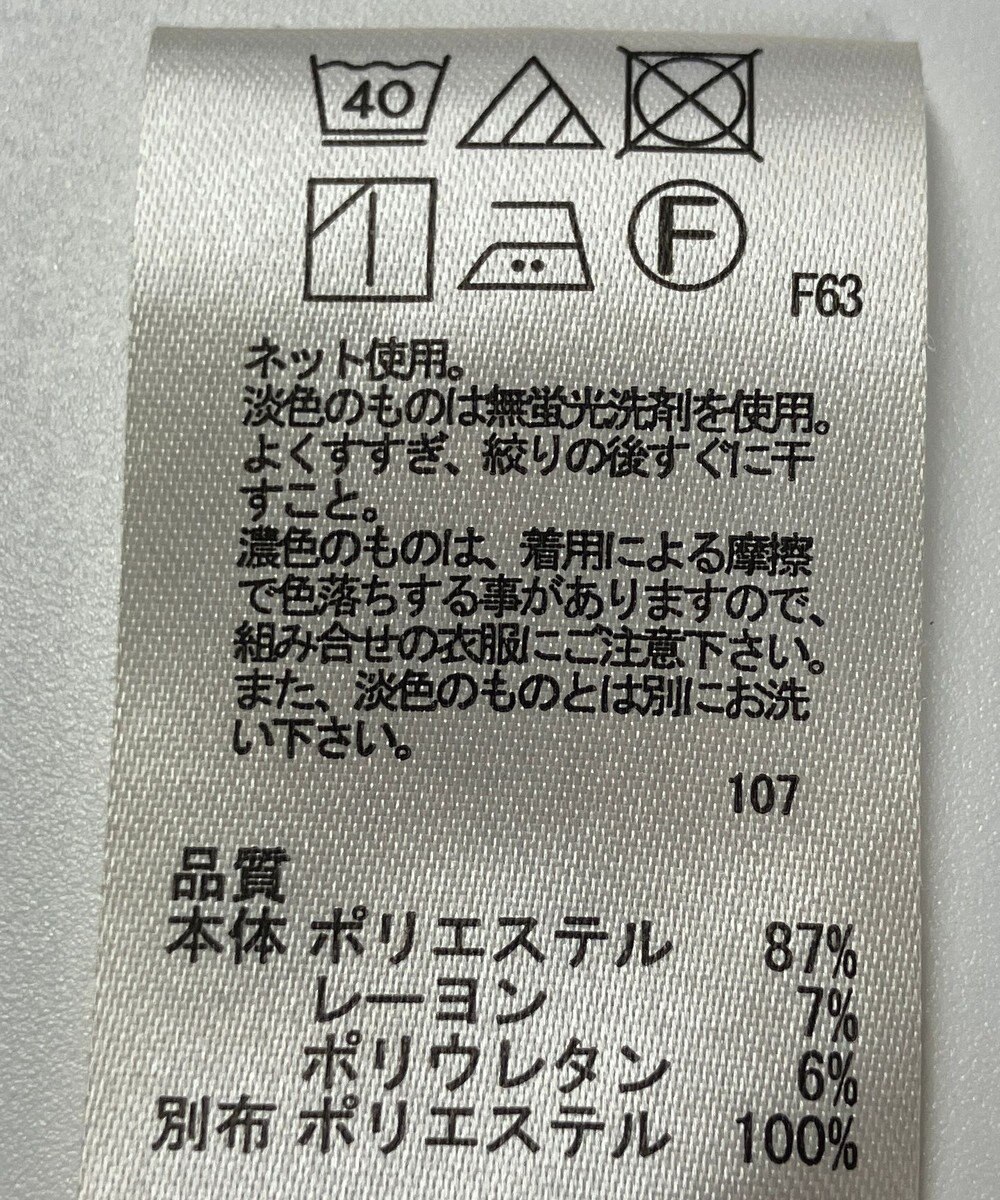 40
F
F63
ネット使用。
淡色のものは無蛍光洗剤を使用。
よくすすぎ、絞りの後すぐに干
すこと。
濃色のものは、着用による摩擦
で色落ちする事がありますので、
組み合せの衣服にご注意下さい。
また、淡色のものとは別にお洗
い下さい。
107
品質
本体 ポリエステル 87%
レーヨン 7%
ポリウレタン 6%
別布 ポリエステル 100%